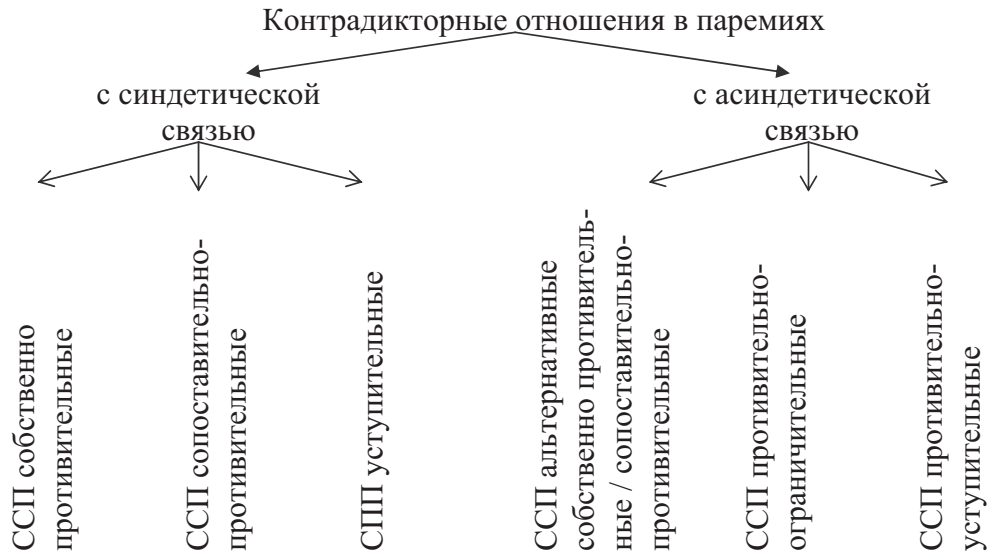 Контрадикторные отношения в паремиях
с синдетической
связью
с асиндетической
связью
ССП собственно
противительные
ССП сопоставительно-
противительные
СПП уступительные
ССП альтернативные
собственно противитель-
ные / сопоставительно-
противительные
ССП противительно-
ограничительные
ССП противительно-
уступительные